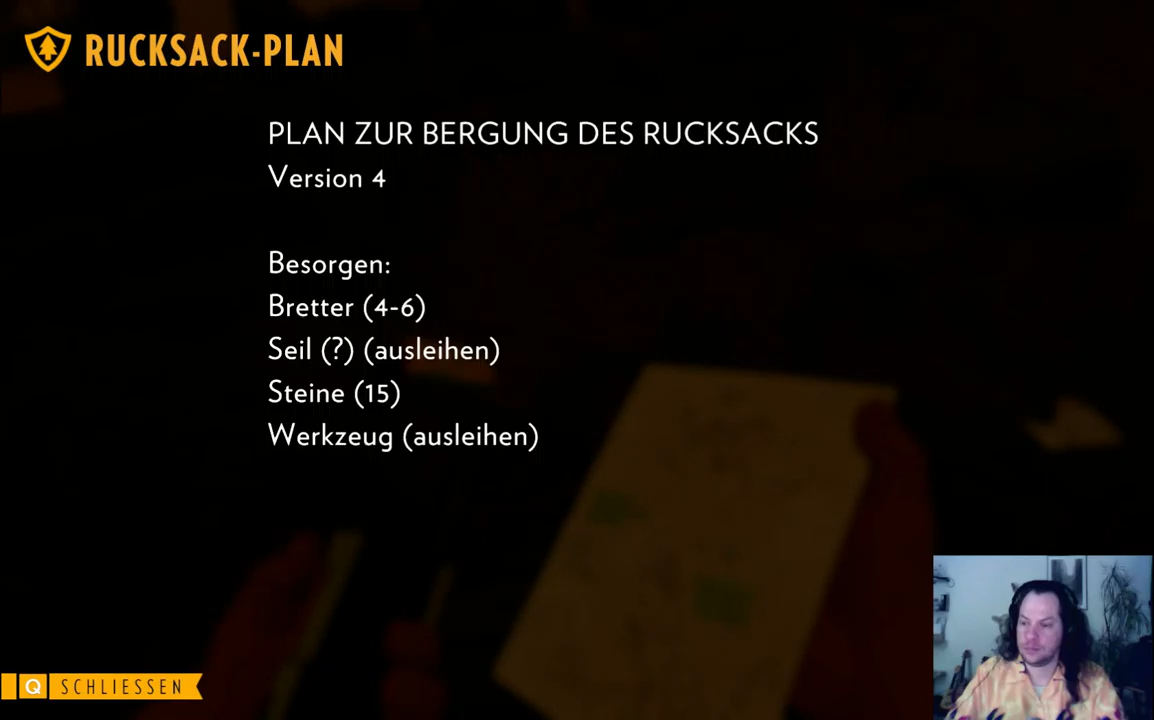 RUCKSACK-PLAN
PLAN ZUR BERGUNG DES RUCKSACKS
Version 4
Besorgen:
Bretter (4-6)
Seil (?) (ausleihen)
Steine (15)
Werkzeug (ausleihen)
Q SCHLIESSEN